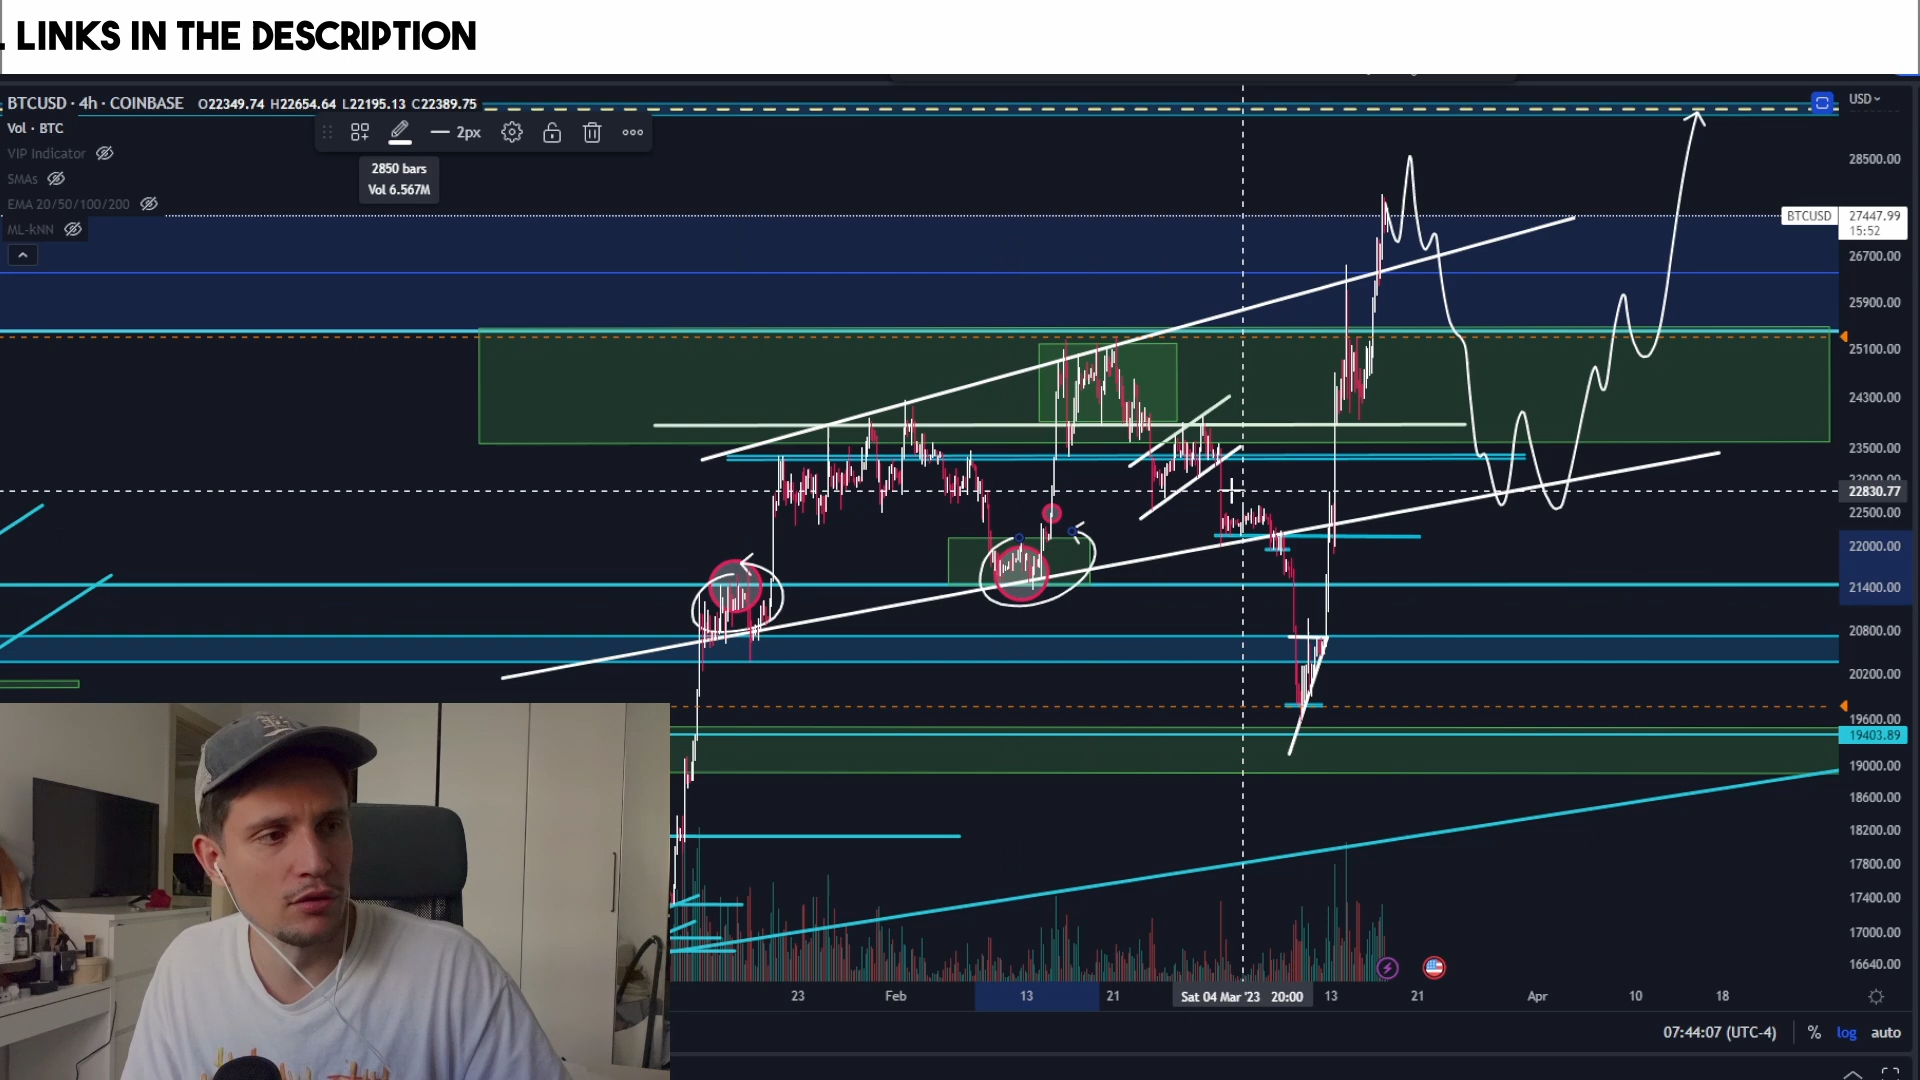 . LINKS IN THE DESCRIPTION
BTCUSD · 4h · COINBASE O22349.74 H22654.64 L22195.13 C22389.75
USD
Vol · BTC
2px
VIP Indicator
2850 bars
Vol 6.567M
28500.00
SMAs
EMA 20/50/100/200
BTCUSD 27447.99
15:52
ML-kNN
26700.00
25900.00
25100.00
24300.00
23500.00
22830.77
22500.00
22000.00
21400.00
20800.00
20200.00
19600.00
19403.89
19000.00
18600.00
18200.00
17800.00
17400.00
17000.00
16640.00
23 Feb 13 21 Sat 04 Mar '23 20:00 13 21 Apr 10 18
07:44:07 (UTC-4) % log auto